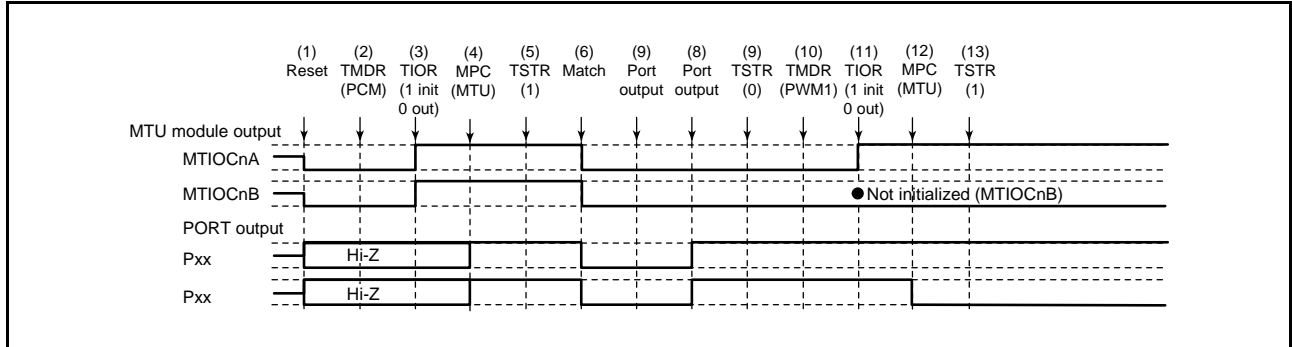 (1) (2) (3) (4) (5) (6) (9) (8) (9) (10) (11) (12) (13)
Reset TMDR TIOR MPC TSTR Match Port Port TSTR TMDR TIOR MPC TSTR
(PCM) (1 init (MTU) (1) output output (0) (PWM1) (1 init (MTU) (1)
0 out) 0 out)
MTU module output
MTIOCnA
MTIOCnB Not initialized (MTIOCnB)
PORT output
Pxx Hi-Z
Pxx Hi-Z